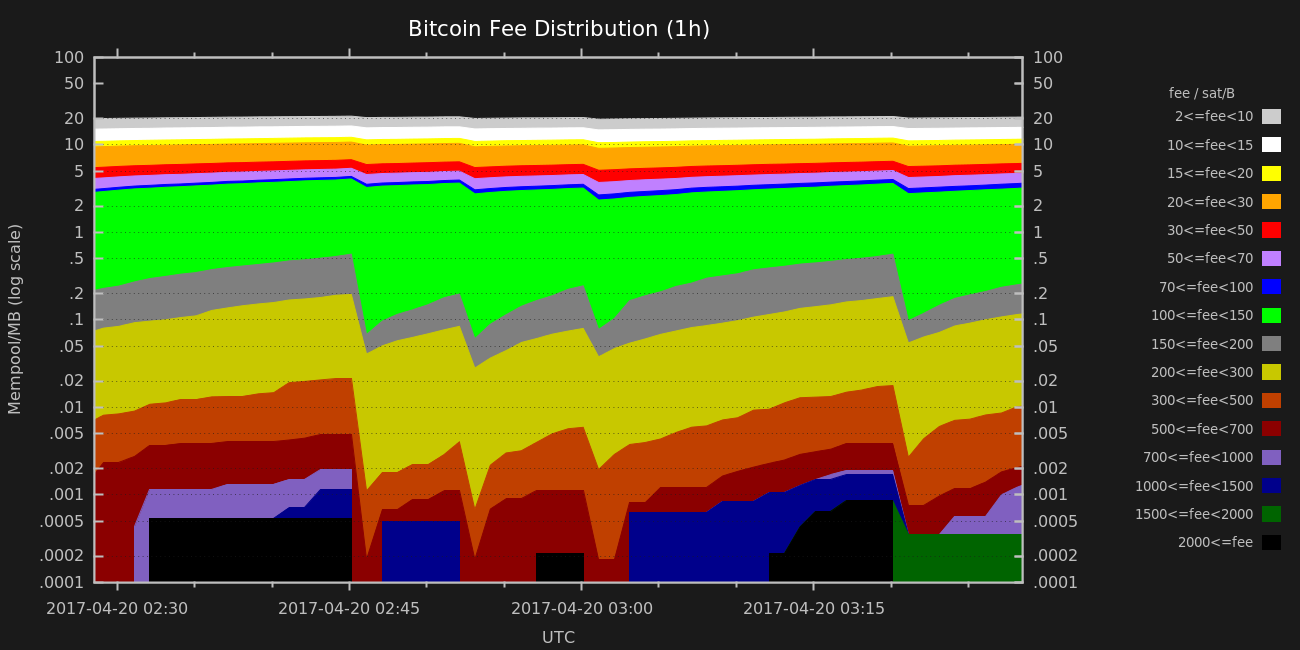 Bitcoin Fee Distribution (1h)
100
50
20
10
5
2
1
.5
.2
.1
.05
.02
.01
.005
.002
.001
.0005
.0002
.0001
Mempool/MB (log scale)
100
50
20
10
5
2
1
.5
.2
.1
.05
.02
.01
.005
.002
.001
.0005
.0002
.0001
2017-04-20 02:30
2017-04-20 02:45
2017-04-20 03:00
2017-04-20 03:15
UTC
fee / sat/B
2<=fee<10
10<=fee<15
15<=fee<20
20<=fee<30
30<=fee<50
50<=fee<70
70<=fee<100
100<=fee<150
150<=fee<200
200<=fee<300
300<=fee<500
500<=fee<700
700<=fee<1000
1000<=fee<1500
1500<=fee<2000
2000<=fee